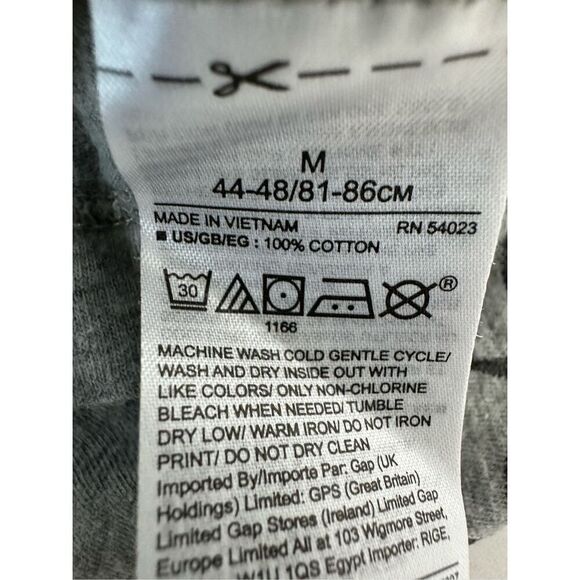 M
44-48/81-86CM
MADE IN VIETNAM RN 54023
US/GB/EG : 100% COTTON
30 ®
1166
MACHINE WASH COLD GENTLE CYCLE/
WASH AND DRY INSIDE OUT WITH
LIKE COLORS/ ONLY NON-CHLORINE
BLEACH WHEN NEEDED/ TUMBLE
DRY LOW/ WARM IRON/ DO NOT IRON
PRINT/ DO NOT DRY CLEAN
Imported By/Importe Par: Gap (UK
Holdings) Limited: GPS (Great Britain)
Limited Gap Stores (Ireland) Limited Gap
Europe Limited All at 103 Wigmore Street,
W1U 1QS Egypt Importer: RIGE,